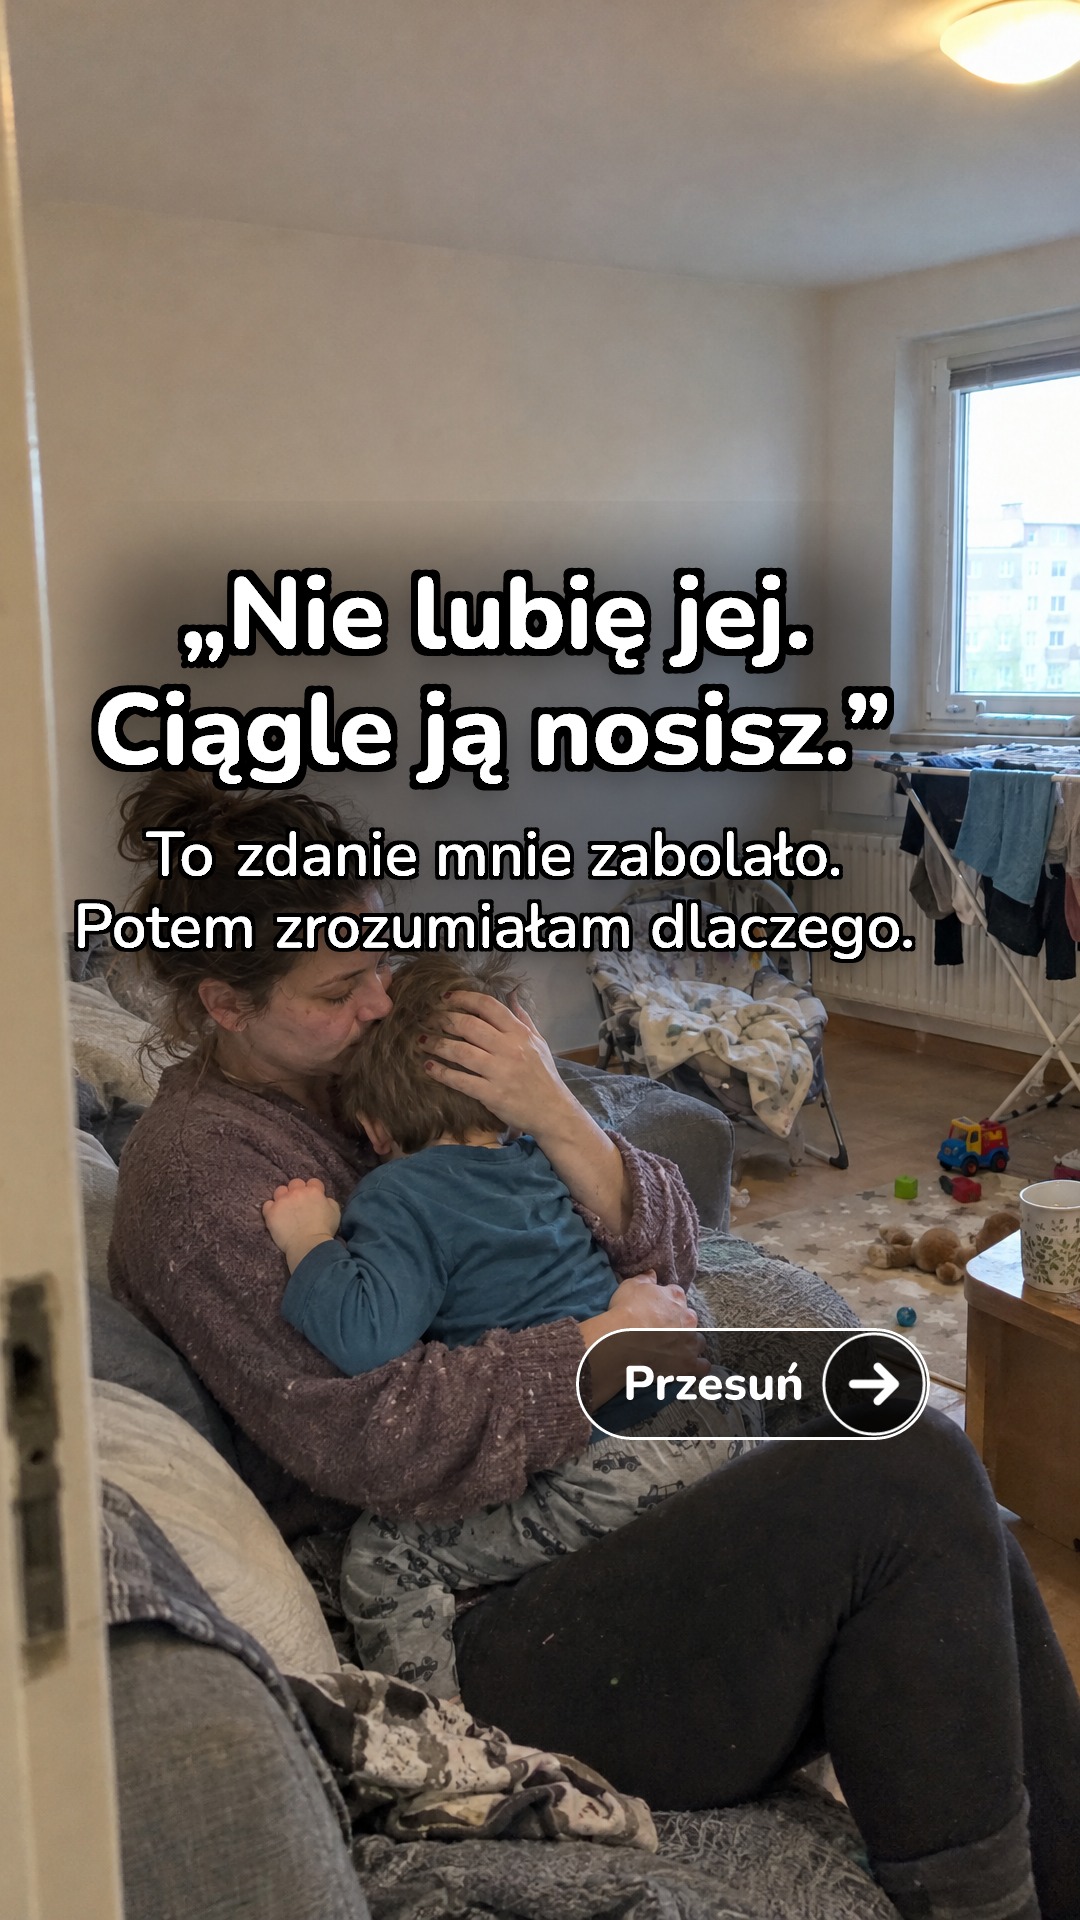 „Nie lubię jej.
Ciągle ją nosisz.”
To zdanie mnie zabolało.
Potem zrozumiałam dlaczego.
Przesuń